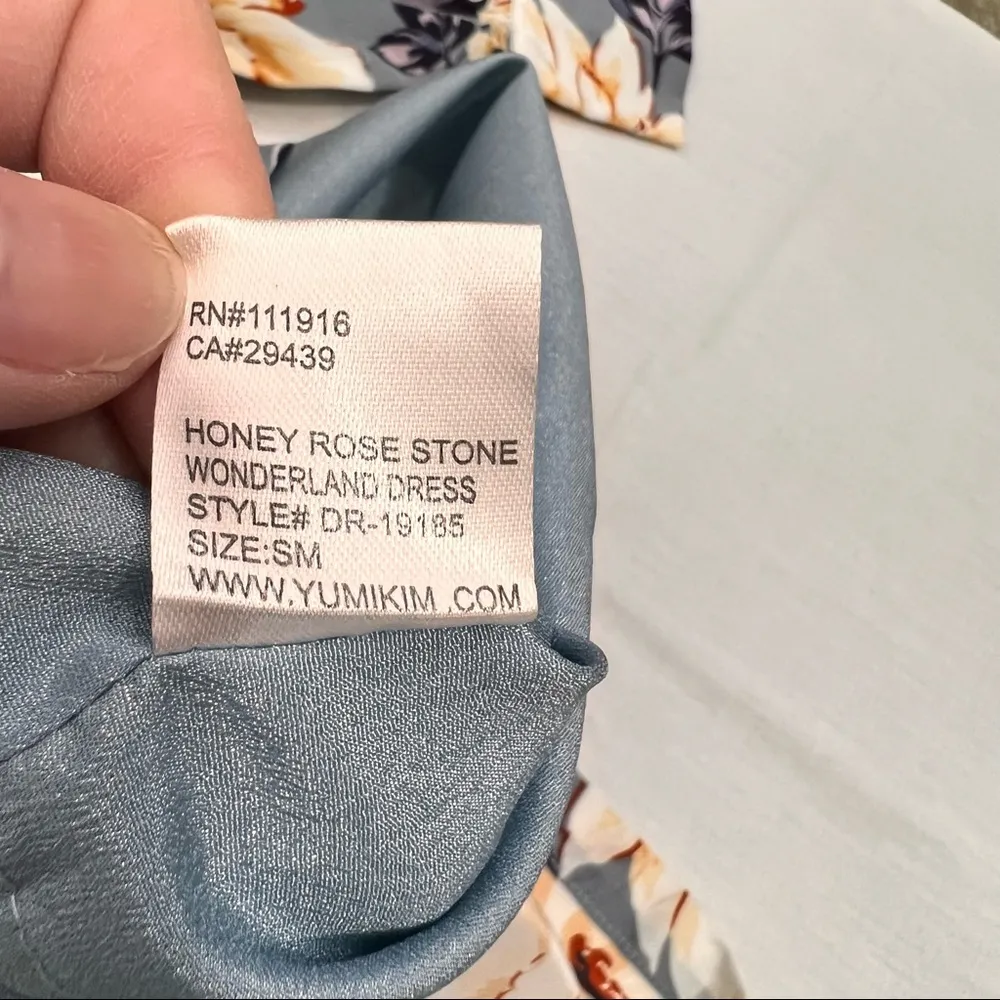 RN#111916
CA#29439
HONEY ROSE STONE
WONDERLAND DRESS
STYLE# DR-19185
SIZE:SM
WWW.YUMIKIM .COM